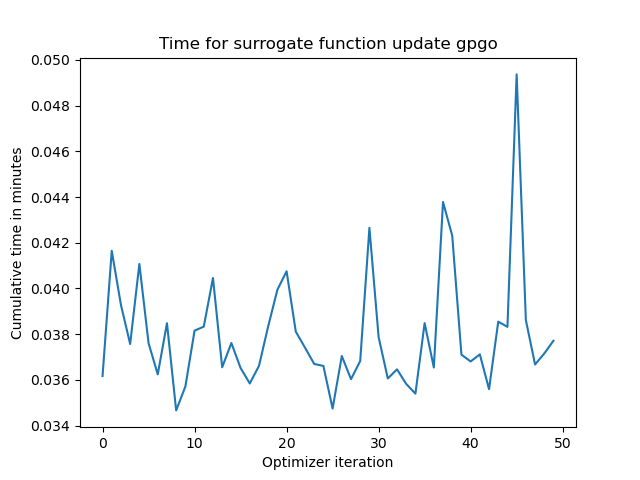 Time for surrogate function update gpgo
0.050
0.048
0.046
0.044
0.042
0.040
0.038
0.036
0.034
Cumulative time in minutes
0 10 20 30 40 50
Optimizer iteration